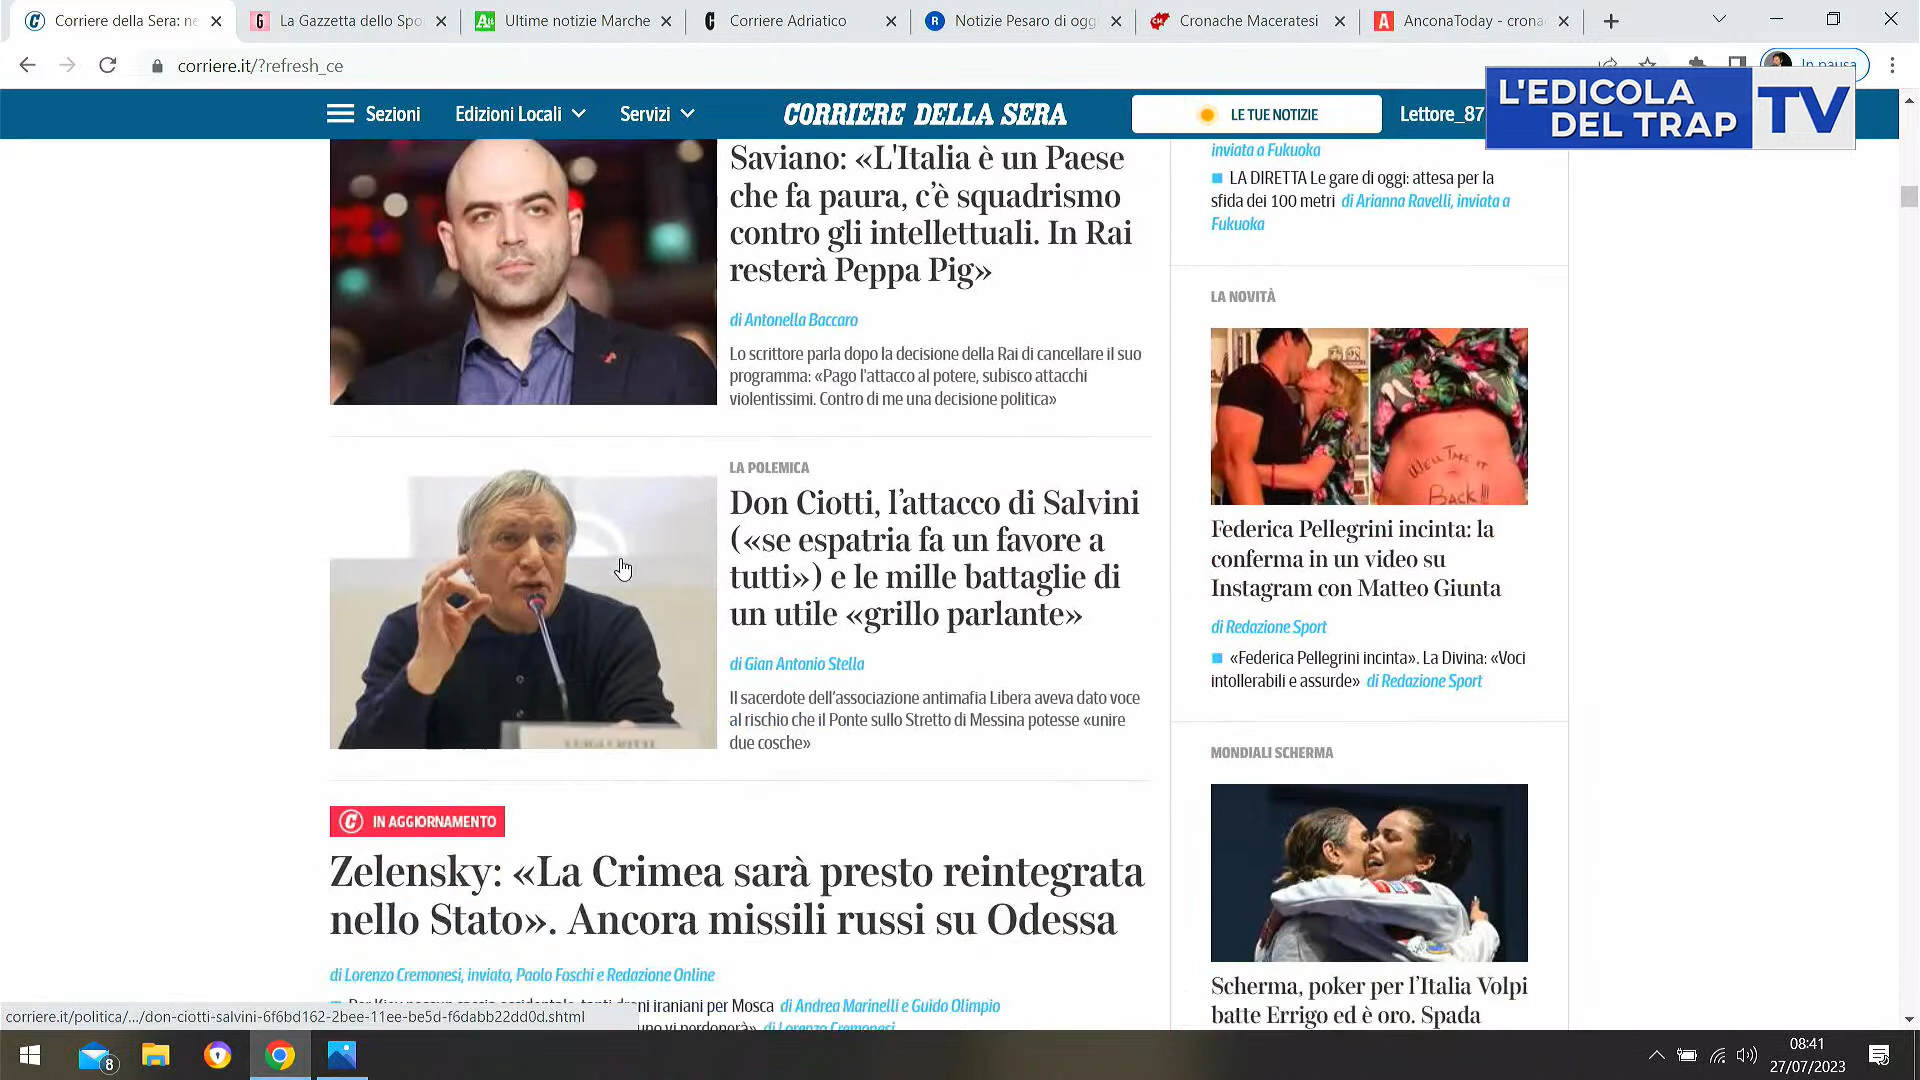 Corriere della Sera: ne
La Gazzetta dello Spo
Ultime notizie Marche
Corriere Adriatico
Notizie Pesaro di oggi
Cronache Maceratesi
AnconaToday - crona
corriere.it/?refresh_ce
In pausa
L'EDICOLA
DEL TRAP
TV
Sezioni
Edizioni Locali
Servizi
CORRIERE DELLA SERA
LE TUE NOTIZIE
Lettore_87
Saviano: «L'Italia è un Paese
che fa paura, c'è squadrismo
contro gli intellettuali. In Rai
resterà Peppa Pig»
di Antonella Baccaro
Lo scrittore parla dopo la decisione della Rai di cancellare il suo
programma: «Pago l'attacco al potere, subisco attacchi
violentissimi. Contro di me una decisione politica»
LA POLEMICA
Don Ciotti, l'attacco di Salvini
(«se espatria fa un favore a
tutti») e le mille battaglie di
un utile «grillo parlante»
di Gian Antonio Stella
Il sacerdote dell'associazione antimafia Libera aveva dato voce
al rischio che il Ponte sullo Stretto di Messina potesse «unire
due cosche»
IN AGGIORNAMENTO
Zelensky: «La Crimea sarà presto reintegrata
nello Stato». Ancora missili russi su Odessa
di Lorenzo Cremonesi, inviato, Paolo Foschi e Redazione Online
iraniani per Mosca di Andrea Marinelli e Guido Olimpio
di Lorenzo Cremonesi
inviata a Fukuoka
LA DIRETTA Le gare di oggi: attesa per la
sfida dei 100 metri di Arianna Ravelli, inviata a
Fukuoka
LA NOVITÀ
WE'LL TAKE IT
BACK!!!
Federica Pellegrini incinta: la
conferma in un video su
Instagram con Matteo Giunta
di Redazione Sport
«Federica Pellegrini incinta». La Divina: «Voci
intollerabili e assurde» di Redazione Sport
MONDIALI SCHERMA
Scherma, poker per l'Italia Volpi
batte Errigo ed è oro. Spada
corriere.it/politica/.../don-ciotti-salvini-6f6bd162-2bee-11ee-be5d-f6dabb22dd0d.shtml
8
08:41
27/07/2023